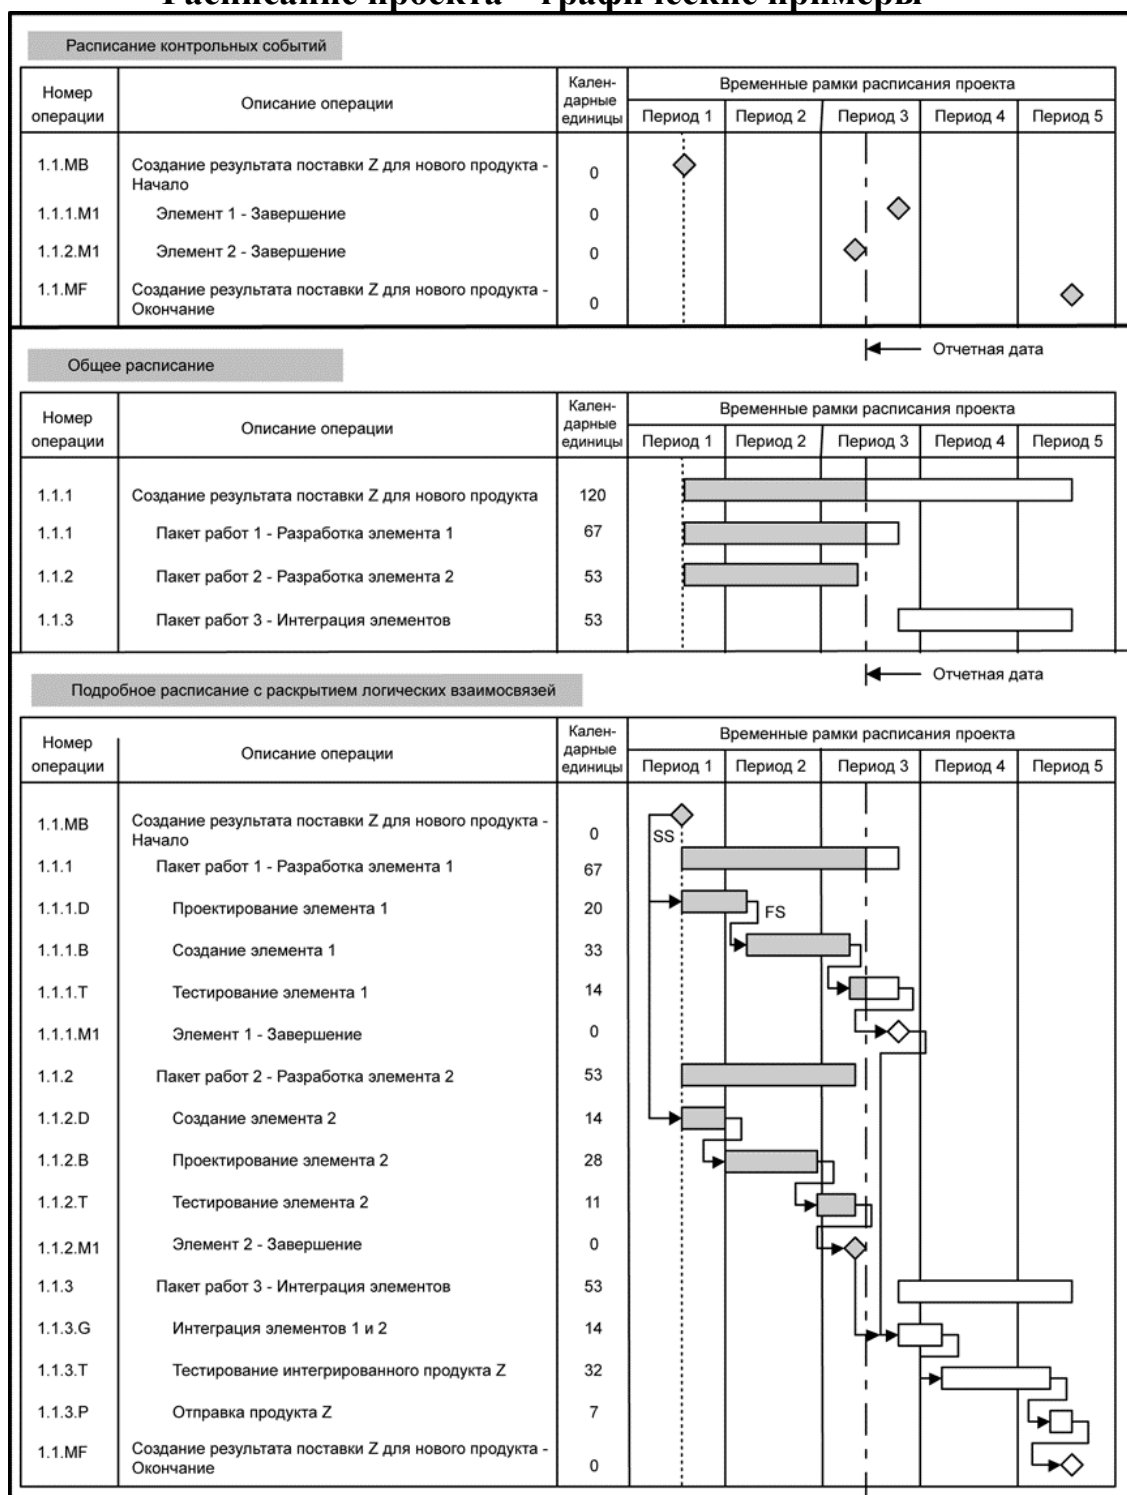 Расписание проекта – графические примеры
Расписание контрольных событий
Номер операции
Описание операции
Кален-
дарные
единицы
Временные рамки расписания проекта
Период 1 Период 2 Период 3 Период 4 Период 5
1.1.MB Создание результата поставки Z для нового продукта - 0
Начало
1.1.1.M1 Элемент 1 - Завершение 0
1.1.2.M1 Элемент 2 - Завершение 0
1.1.MF Создание результата поставки Z для нового продукта - 0
Окончание
Отчетная дата
Общее расписание
Номер операции
Описание операции
Кален-
дарные
единицы
Временные рамки расписания проекта
Период 1 Период 2 Период 3 Период 4 Период 5
1.1.1 Создание результата поставки Z для нового продукта 120
1.1.1 Пакет работ 1 - Разработка элемента 1 67
1.1.2 Пакет работ 2 - Разработка элемента 2 53
1.1.3 Пакет работ 3 - Интеграция элементов 53
Отчетная дата
Подробное расписание с раскрытием логических взаимосвязей
Номер операции
Описание операции
Кален-
дарные
единицы
Временные рамки расписания проекта
Период 1 Период 2 Период 3 Период 4 Период 5
1.1.MB Создание результата поставки Z для нового продукта - 0
Начало
SS
1.1.1 Пакет работ 1 - Разработка элемента 1 67
1.1.1.D Проектирование элемента 1 20
FS
1.1.1.B Создание элемента 1 33
1.1.1.T Тестирование элемента 1 14
1.1.1.M1 Элемент 1 - Завершение 0
1.1.2 Пакет работ 2 - Разработка элемента 2 53
1.1.2.D Создание элемента 2 14
1.1.2.B Проектирование элемента 2 28
1.1.2.T Тестирование элемента 2 11
1.1.2.M1 Элемент 2 - Завершение 0
1.1.3 Пакет работ 3 - Интеграция элементов 53
1.1.3.G Интеграция элементов 1 и 2 14
1.1.3.T Тестирование интегрированного продукта Z 32
1.1.3.P Отправка продукта Z 7
1.1.MF Создание результата поставки Z для нового продукта - 0
Окончание